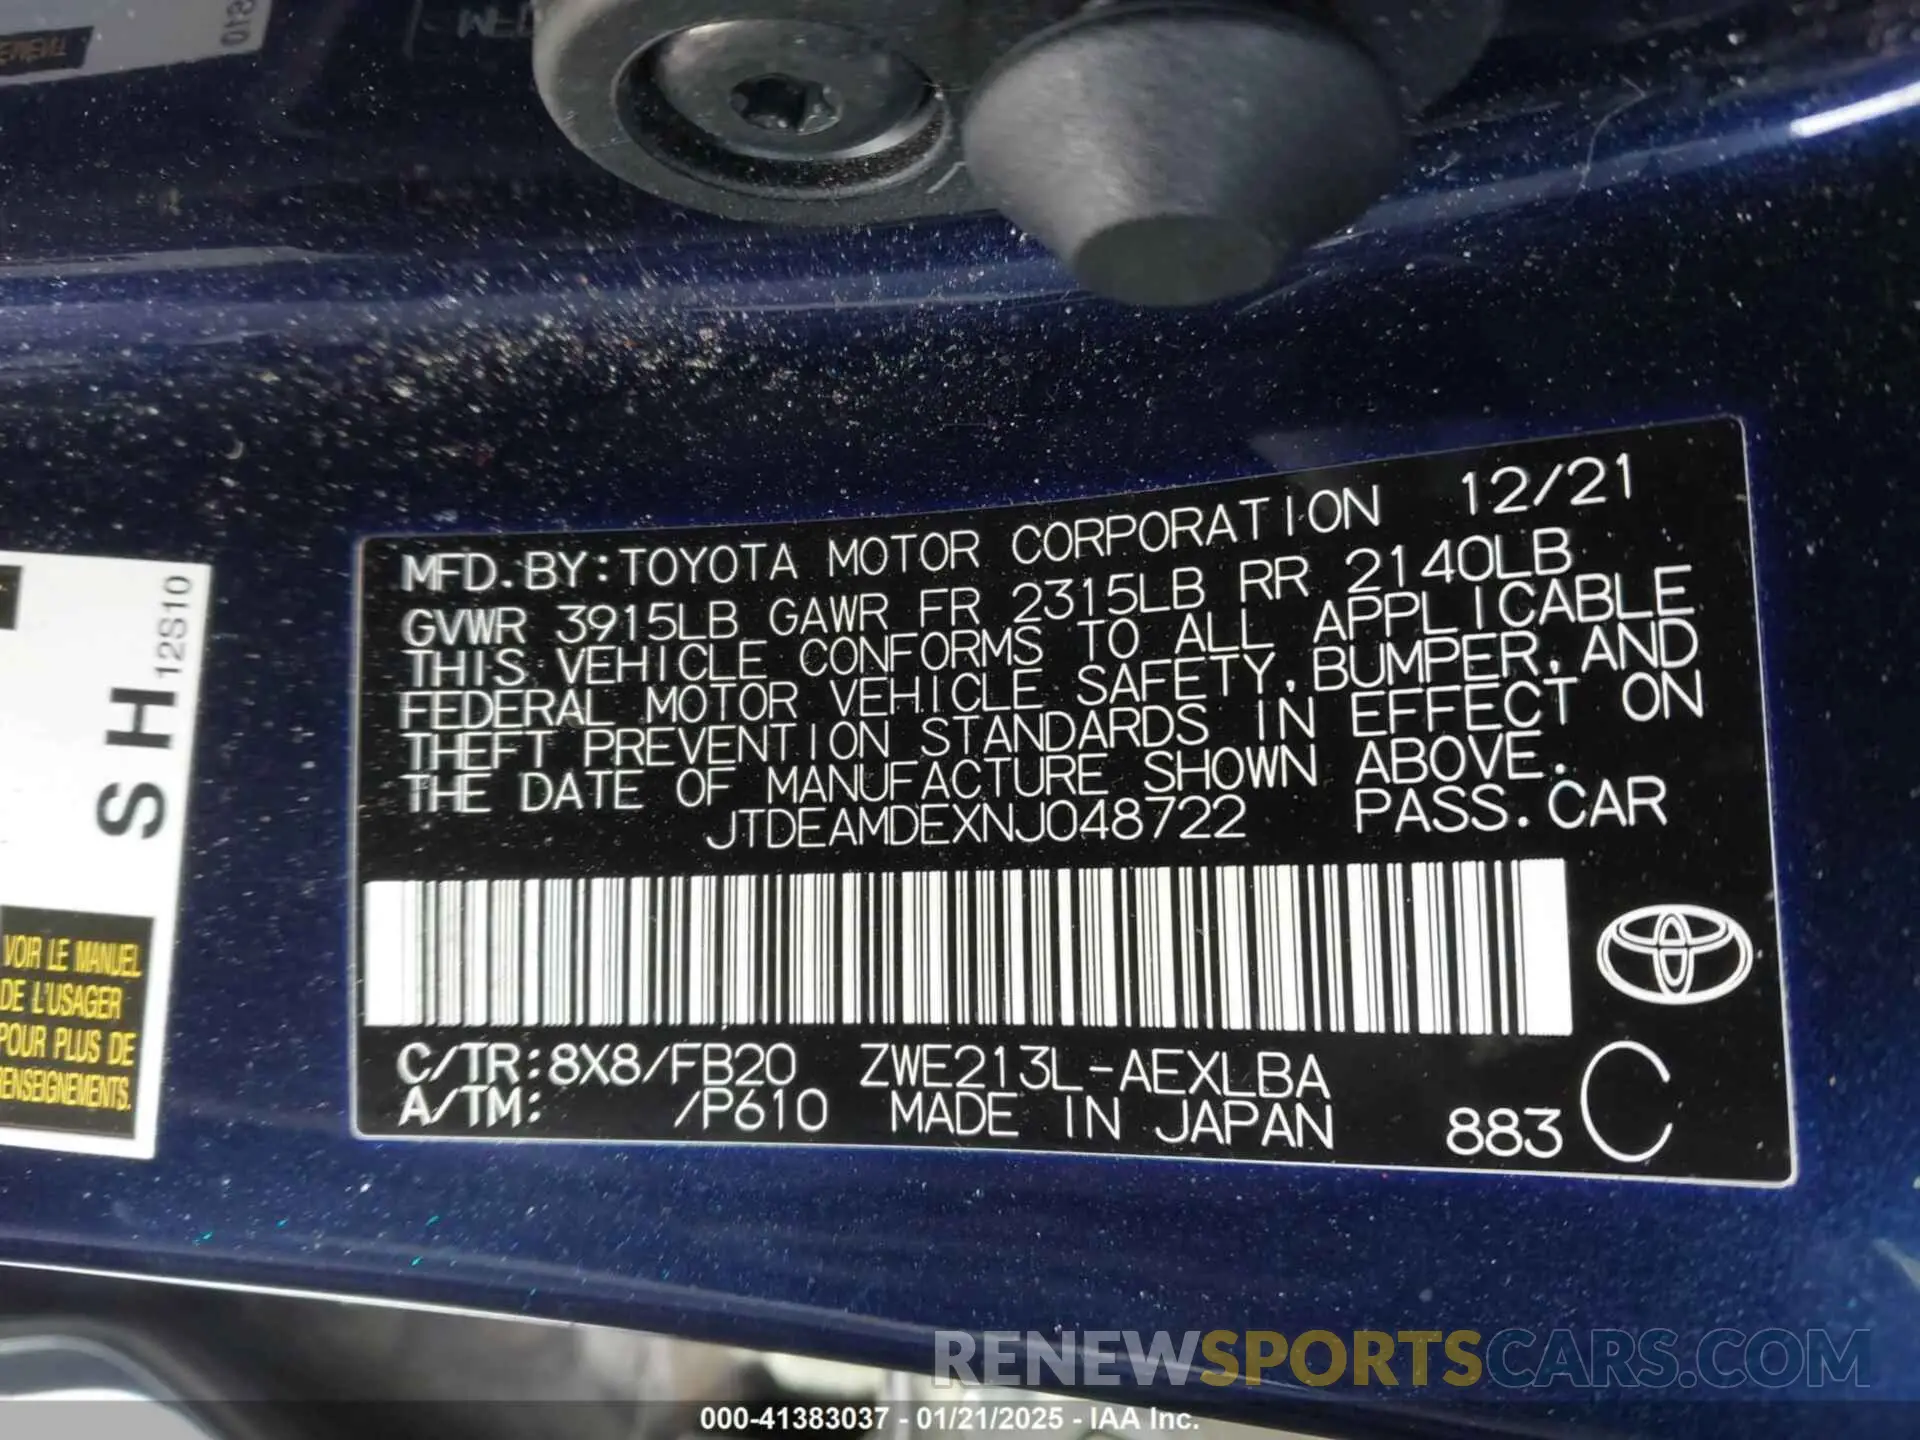 MFD. BY: TOYOTA MOTOR CORPORATION 12/21
GVWR 3915LB GAWR FR 2315LB RR 2140LB
THIS VEHICLE CONFORMS TO ALL APPLICABLE
FEDERAL MOTOR VEHICLE SAFETY, BUMPER, AND
THEFT PREVENTION STANDARDS IN EFFECT ON
THE DATE OF MANUFACTURE SHOWN ABOVE.
JTDEAMDEXNJ048722 PASS. CAR
C/TR: 8X8/FB20 ZWE213L-AEXLBA
A/TM: /P610 MADE IN JAPAN 883 C
SH 12S10
VOIR LE MANUEL
DE L'USAGER
POUR PLUS DE
RENSEIGNEMENTS.
RENEWSPORTSCARS.COM
000-41383037 - 01/21/2025 - IAA Inc.